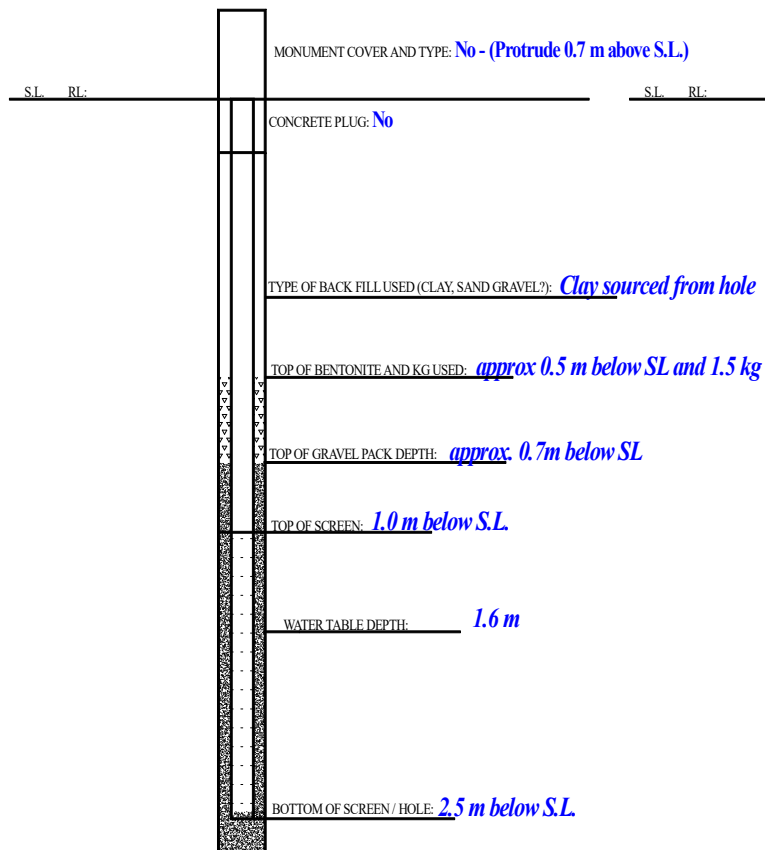 MONUMENT COVER AND TYPE: No - (Protrude 0.7 m above S.L.)
S.L. RL: S.L. RL:
CONCRETE PLUG: No
TYPE OF BACK FILL USED (CLAY, SAND GRAVEL?): Clay sourced from hole
TOP OF BENTONITE AND KG USED: approx 0.5 m below SL and 1.5 kg
TOP OF GRAVEL PACK DEPTH: approx. 0.7m below SL
TOP OF SCREEN: 1.0 m below S.L.
WATER TABLE DEPTH: 1.6 m
BOTTOM OF SCREEN / HOLE: 2.5 m below S.L.